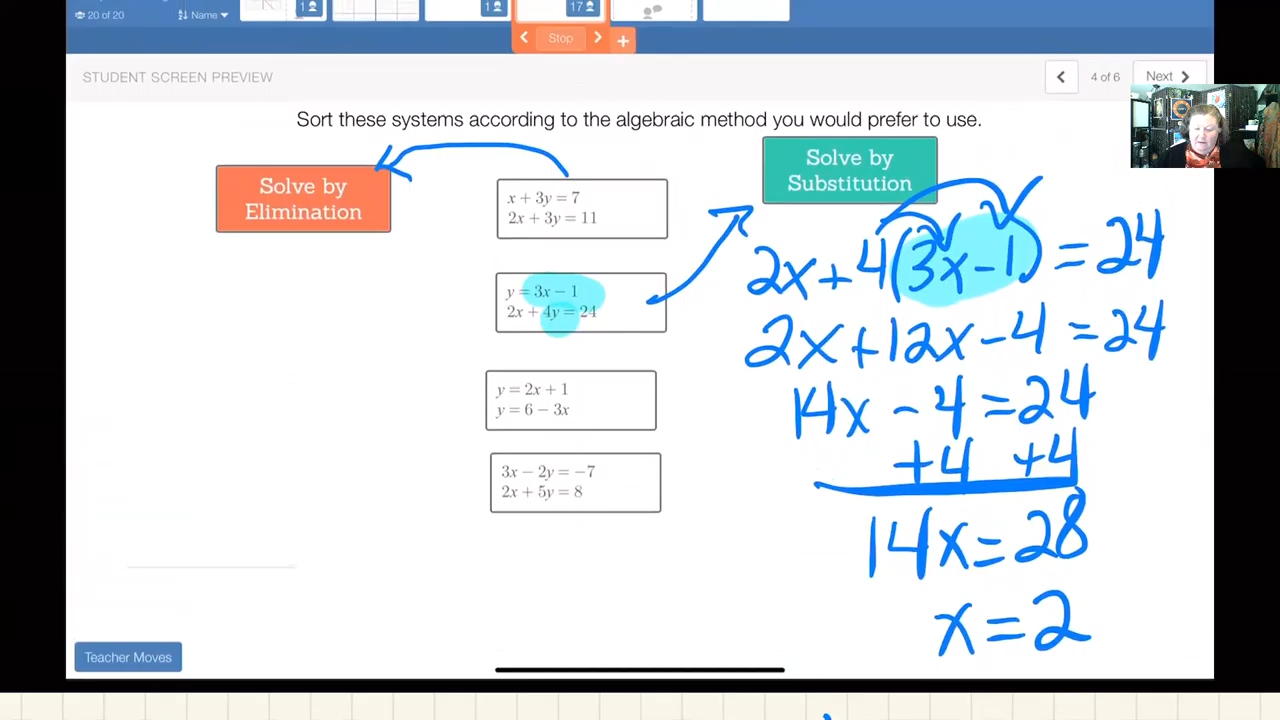 20 of 20
Name
1
1
17
Stop
+
STUDENT SCREEN PREVIEW
4 of 6
Next
Sort these systems according to the algebraic method you would prefer to use.
Solve by
Elimination
Solve by
Substitution
x + 3y = 7
2x + 3y = 11
y = 3x − 1
2x + 4y = 24
y = 2x + 1
y = 6 − 3x
3x − 2y = −7
2x + 5y = 8
2x+4(3x-1)=24
2x+12x-4=24
14x-4=24
+4 +4
14x=28
x=2
Teacher Moves